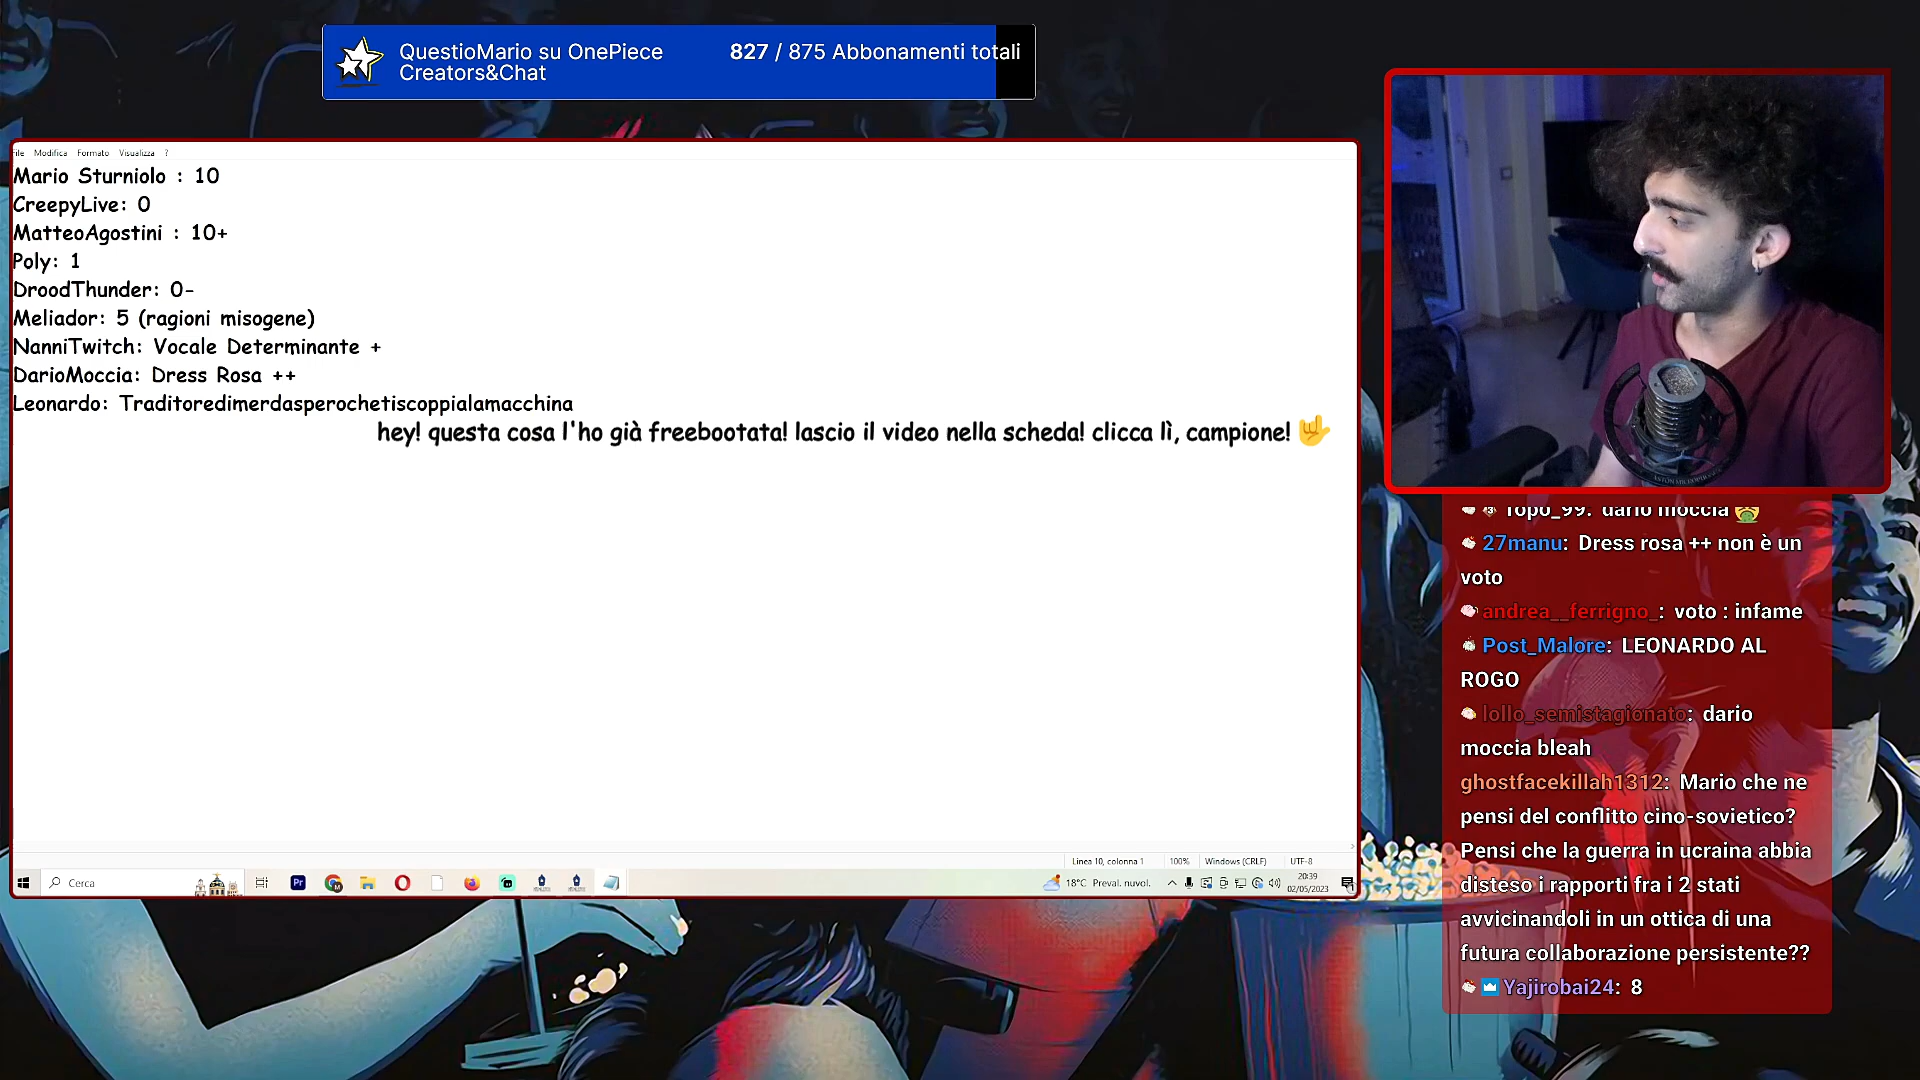 QuestioMario su OnePiece
Creators&Chat
827 / 875 Abbonamenti totali
File Modifica Formato Visualizza ?
Mario Sturniolo : 10
CreepyLive: 0
MatteoAgostini : 10+
Poly: 1
DroodThunder: 0-
Meliador: 5 (ragioni misogene)
NanniTwitch: Vocale Determinante +
DarioMoccia: Dress Rosa ++
Leonardo: Traditoredimerdasperochetiscoppialamacchina
hey! questa cosa l'ho già freebootata! lascio il video nella scheda! clicca lì, campione! 🤟
Linea 10, colonna 1 100% Windows (CRLF) UTF-8
Cerca
Pr
18°C Preval. nuvol.
20:39
02/05/2023
Topo_99: dario moccia 🤮
27manu: Dress rosa ++ non è un
voto
andrea__ferrigno_: voto : infame
Post_Malore: LEONARDO AL
ROGO
lollo_semistagionato: dario
moccia bleah
ghostfacekillah1312: Mario che ne
pensi del conflitto cino-sovietico?
Pensi che la guerra in ucraina abbia
disteso i rapporti fra i 2 stati
avvicinandoli in un ottica di una
futura collaborazione persistente??
Yajirobai24: 8